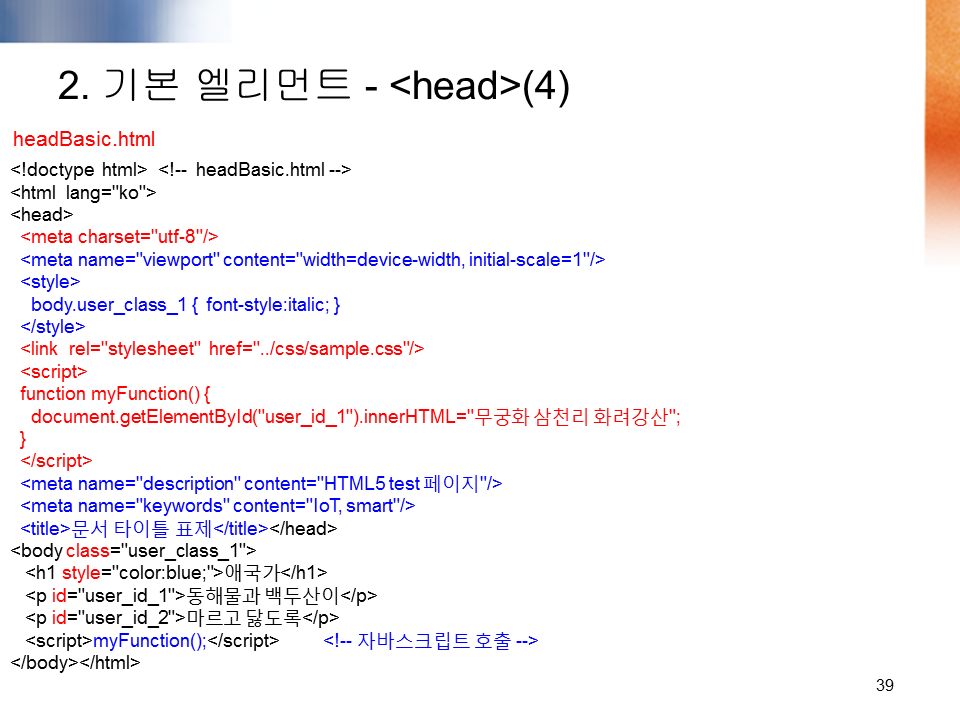 2. 기본 엘리먼트 - <head>(4)
headBasic.html
<!doctype html> <!-- headBasic.html -->
<html lang="ko">
<head>
<meta charset="utf-8"/>
<meta name="viewport" content="width=device-width, initial-scale=1"/>
<style>
body.user_class_1 { font-style:italic; }
</style>
<link rel="stylesheet" href="../css/sample.css"/>
<script>
function myFunction() {
document.getElementById("user_id_1").innerHTML="무궁화 삼천리 화려강산";
}
</script>
<meta name="description" content="HTML5 test 페이지"/>
<meta name="keywords" content="IoT, smart"/>
<title>문서 타이틀 표제</title></head>
<body class="user_class_1">
<h1 style="color:blue;">애국가</h1>
<p id="user_id_1">동해물과 백두산이</p>
<p id="user_id_2">마르고 닳도록</p>
<script>myFunction();</script> <!-- 자바스크립트 호출 -->
</body></html>
39